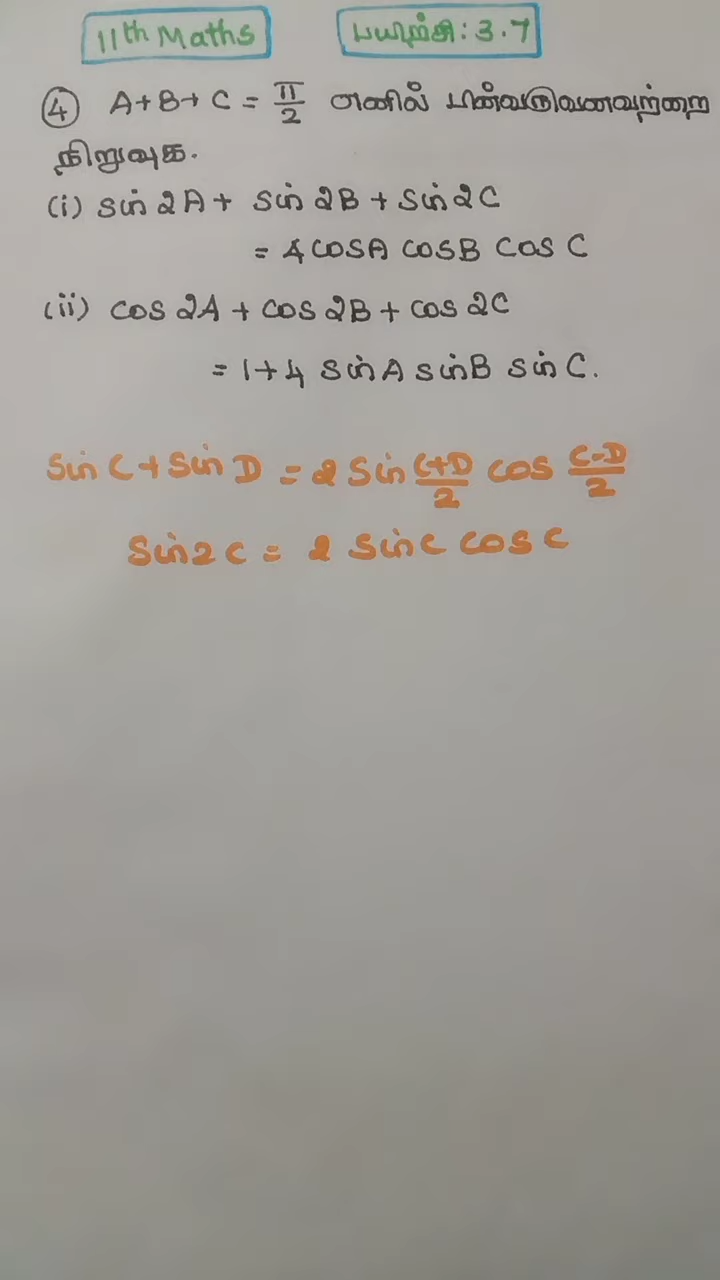 11th Maths
பயிற்சி: 3.7
④ A+B+C = π/2 எனில் பின்வருவனவற்றை
நிறுவுக.
(i) sin 2A + sin 2B + sin 2C
= 4 cos A cos B cos C
(ii) cos 2A + cos 2B + cos 2C
= 1+4 sin A sin B sin C.
Sin C + Sin D = 2 Sin (C+D)/2 cos (C-D)/2
Sin 2C = 2 Sin C cos C